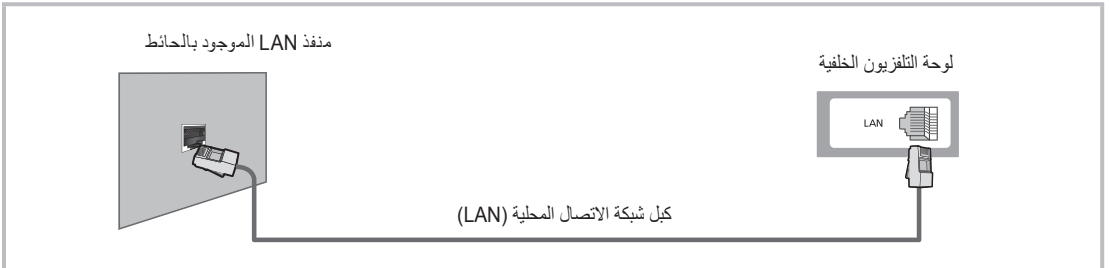 منفذ LAN الموجود بالحائط
لوحة التلفزيون الخلفية
LAN
كبل شبكة الاتصال المحلية (LAN)